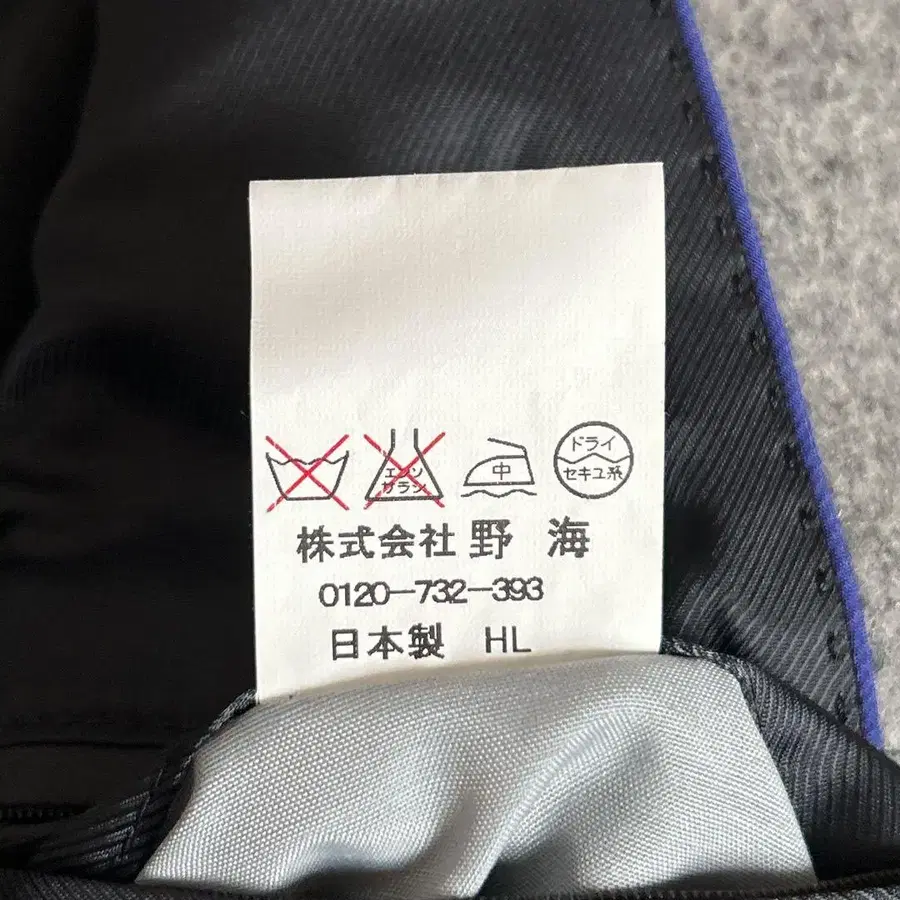 エンソ
サラシ
中
ドライ
セキユ系
株式会社 野 海
0120-732-393
日本製 HL